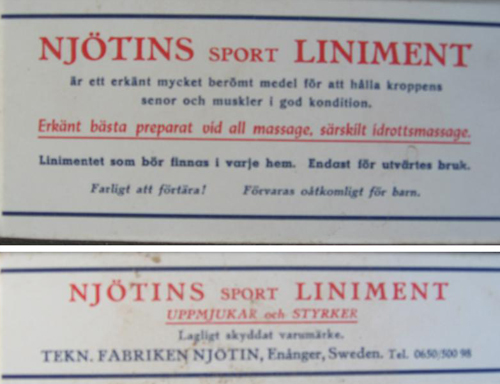 NJÖTINS SPORT LINIMENT
är ett erkänt mycket berömt medel för att hålla kroppens
senor och muskler i god kondition.
Erkänt bästa preparat vid all massage, särskilt idrottsmassage.
Linimentet som bör finnas i varje hem. Endast för utvärtes bruk.
Farligt att förtära! Förvaras oåtkomligt för barn.
NJÖTINS SPORT LINIMENT
UPPMJUKAR och STYRKER
Lagligt skyddat varumärke.
TEKN. FABRIKEN NJÖTIN, Enånger, Sweden. Tel. 0650/500 98